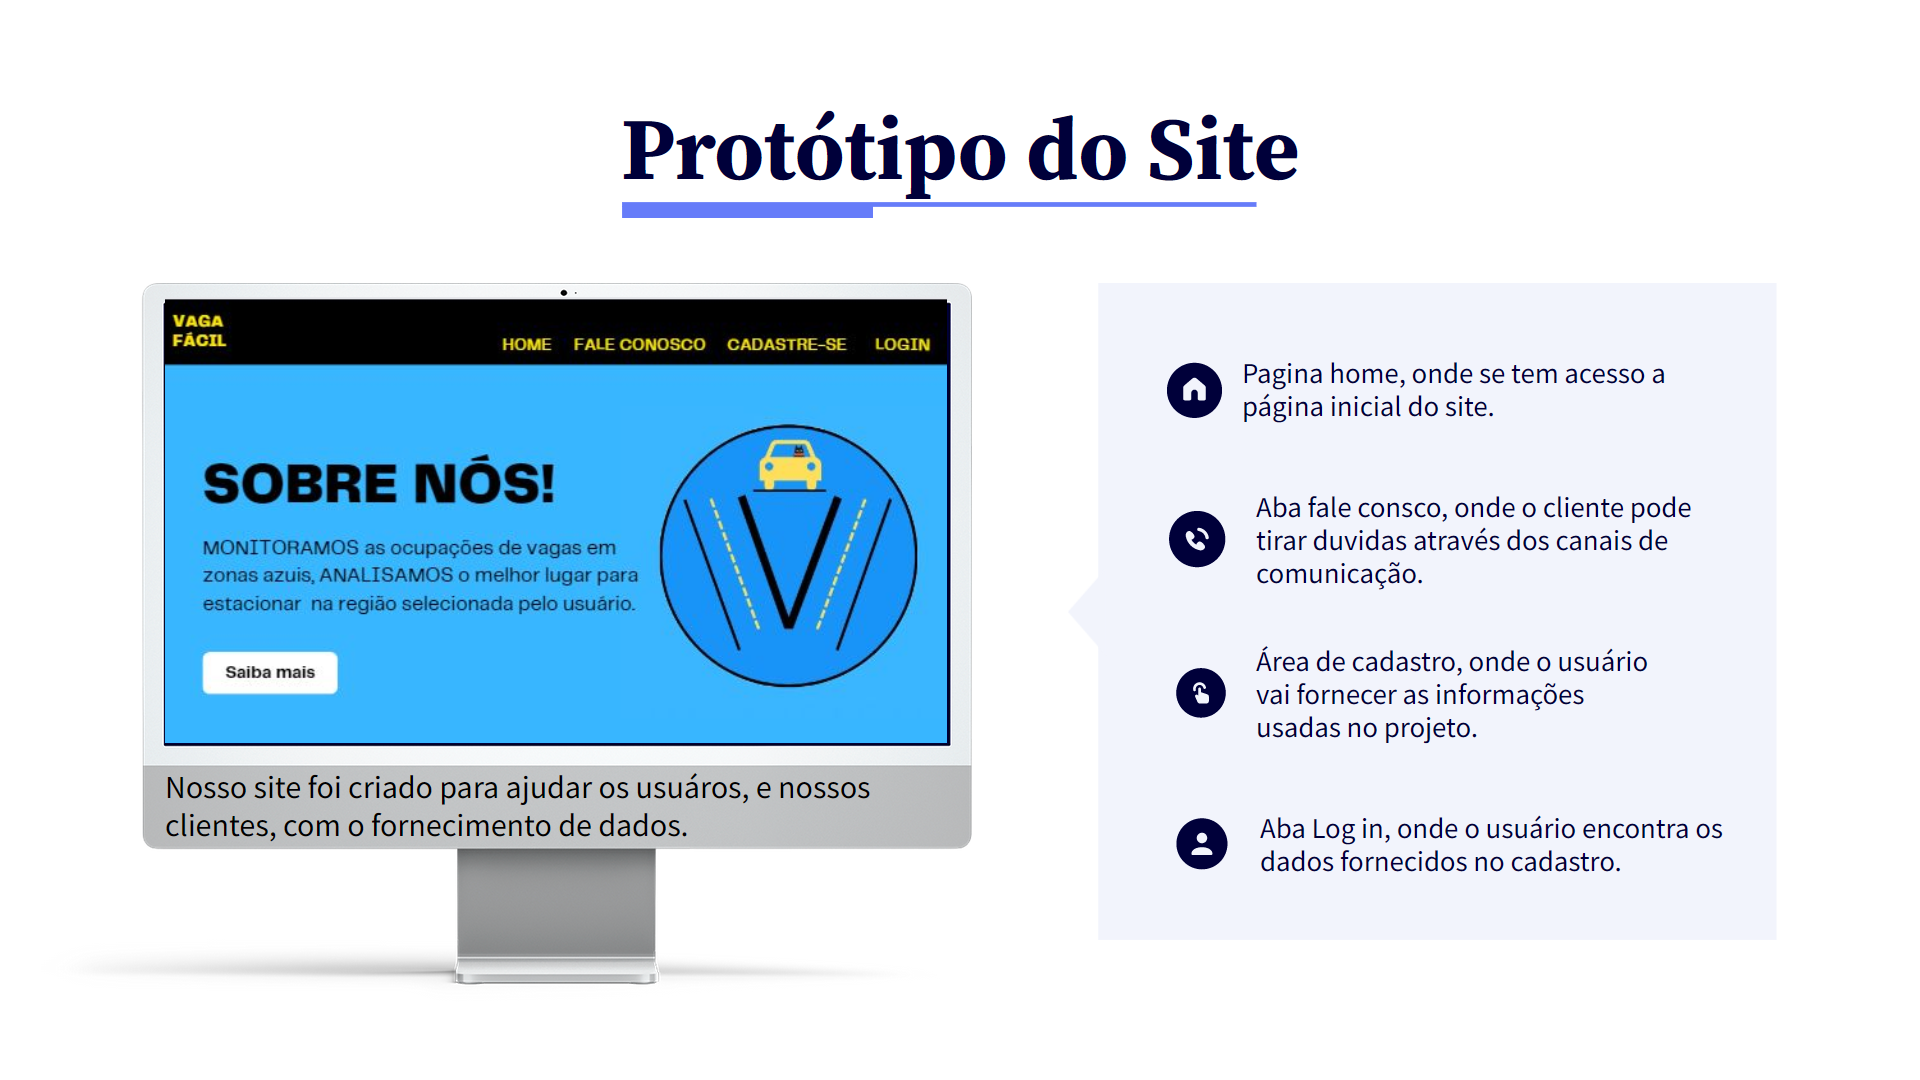 Protótipo do Site
VAGA
FÁCIL
HOME FALE CONOSCO CADASTRE-SE LOGIN
SOBRE NÓS!
MONITORAMOS as ocupações de vagas em
zonas azuis, ANALISAMOS o melhor lugar para
estacionar na região selecionada pelo usuário.
Saiba mais
Nosso site foi criado para ajudar os usuáros, e nossos
clientes, com o fornecimento de dados.
Pagina home, onde se tem acesso a
página inicial do site.
Aba fale consco, onde o cliente pode
tirar duvidas através dos canais de
comunicação.
Área de cadastro, onde o usuário
vai fornecer as informações
usadas no projeto.
Aba Log in, onde o usuário encontra os
dados fornecidos no cadastro.